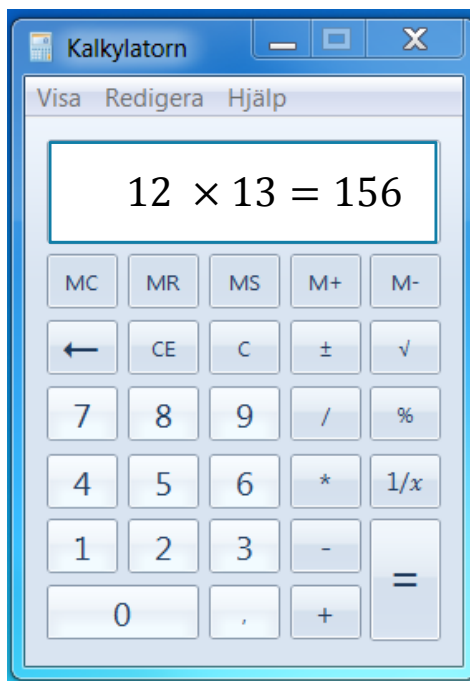 Kalkylatorn
Visa Redigera Hjälp
12 × 13 = 156
MC MR MS M+ M-
← CE C ± √
7 8 9 / %
4 5 6 * 1/x
1 2 3 - =
0 , +